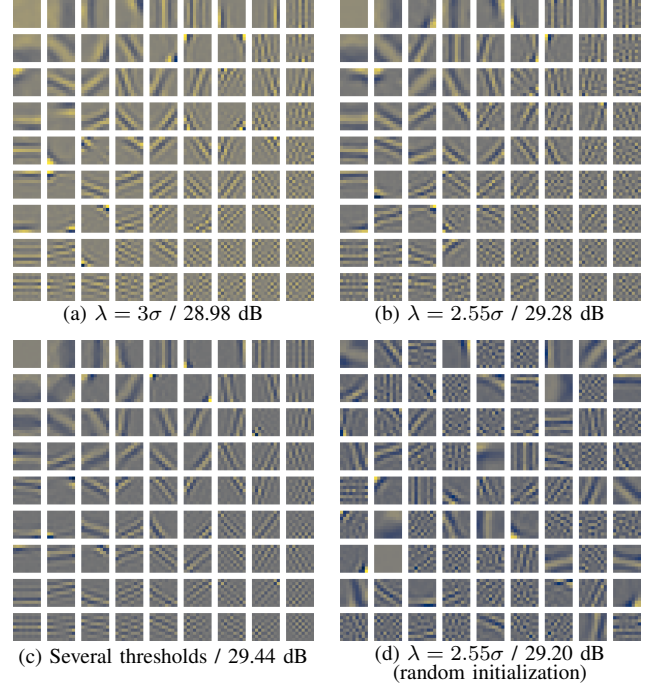 (a) λ = 3σ / 28.98 dB
(b) λ = 2.55σ / 29.28 dB
(c) Several thresholds / 29.44 dB
(d) λ = 2.55σ / 29.20 dB
(random initialization)